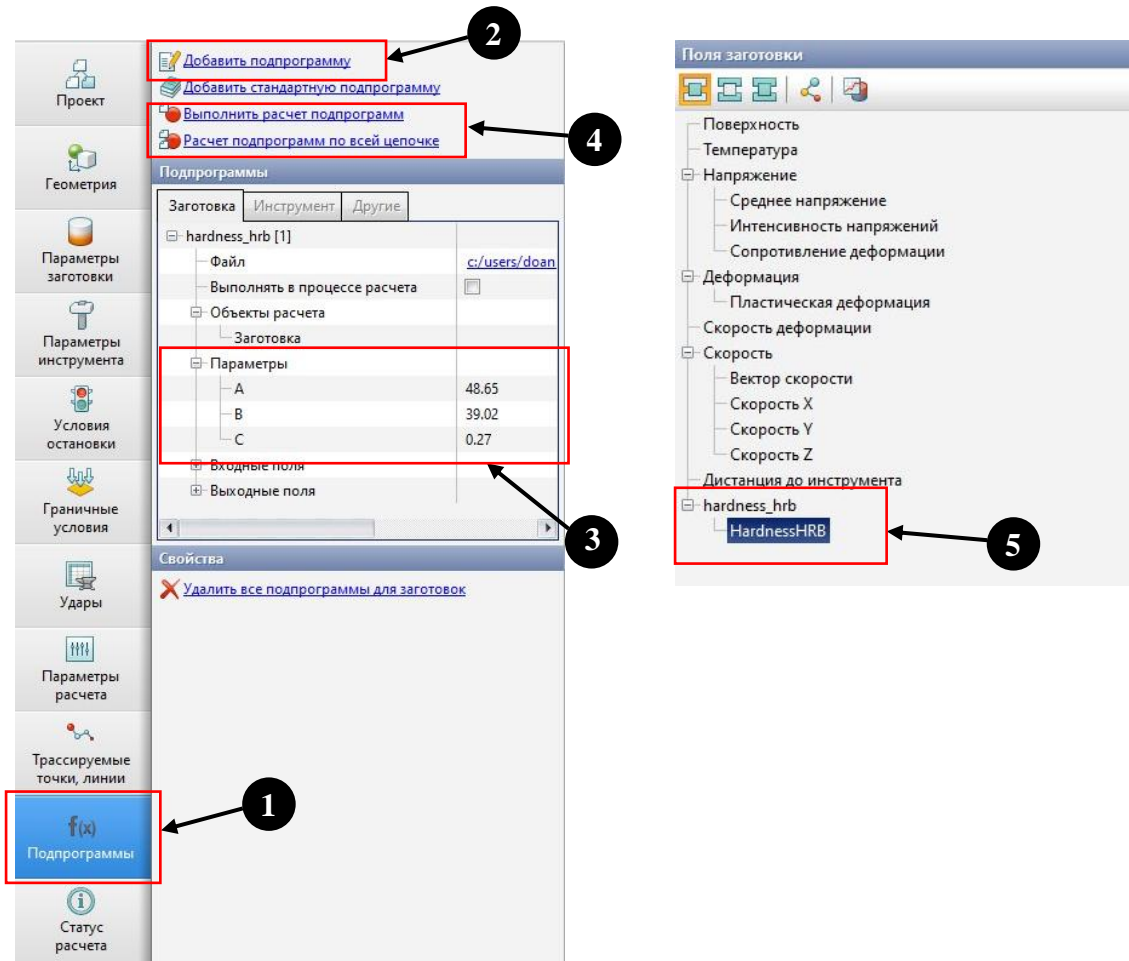 2
4
3
1
5
Проект
Геометрия
Параметры
заготовки
Параметры
инструмента
Условия
остановки
Граничные
условия
Удары
Параметры
расчета
Трассируемые
точки, линии
f(x)
Подпрограммы
Статус
расчета
Добавить подпрограмму
Добавить стандартную подпрограмму
Выполнить расчет подпрограмм
Расчет подпрограмм по всей цепочке
Подпрограммы
Заготовка Инструмент Другие
hardness_hrb [1]
Файл c:/users/doan
Выполнять в процессе расчета
Объекты расчета
Заготовка
Параметры
A 48.65
B 39.02
C 0.27
Входные поля
Выходные поля
Свойства
Удалить все подпрограммы для заготовок
Поля заготовки
Поверхность
Температура
Напряжение
Среднее напряжение
Интенсивность напряжений
Сопротивление деформации
Деформация
Пластическая деформация
Скорость деформации
Скорость
Вектор скорости
Скорость X
Скорость Y
Скорость Z
Дистанция до инструмента
hardness_hrb
HardnessHRB